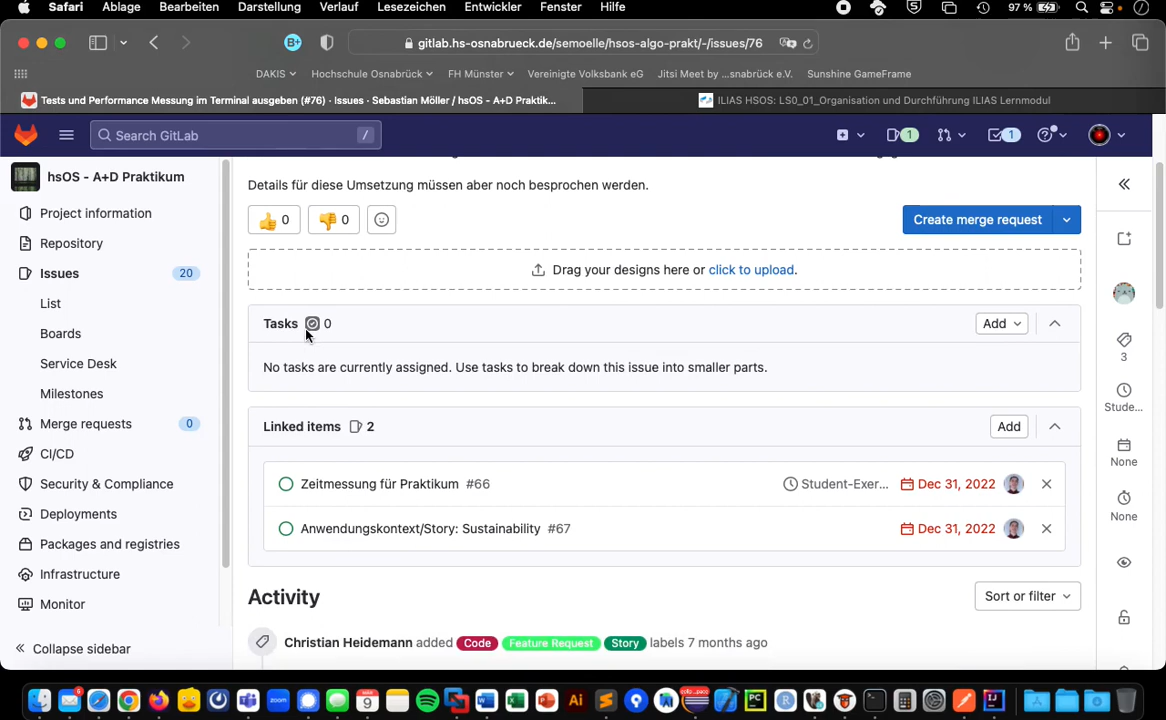 Safari Ablage Bearbeiten Darstellung Verlauf Lesezeichen Entwickler Fenster Hilfe 97 %
gitlab.hs-osnabrueck.de/semoelle/hsos-algo-prakt/-/issues/76
DAKIS Hochschule Osnabrück FH Münster Vereinigte Volksbank eG Jitsi Meet by ...snabrück e.V. Sunshine GameFrame
Tests und Performance Messung im Terminal ausgeben (#76) · Issues · Sebastian Möller / hsOS - A+D Praktik... ILIAS HSOS: LS0_01_Organisation und Durchführung ILIAS Lernmodul
Search GitLab / 1 1
hsOS - A+D Praktikum
Project information
Repository
Issues 20
List
Boards
Service Desk
Milestones
Merge requests 0
CI/CD
Security & Compliance
Deployments
Packages and registries
Infrastructure
Monitor
Collapse sidebar
Details für diese Umsetzung müssen aber noch besprochen werden.
0 0 Create merge request
Drag your designs here or click to upload.
Tasks 0 Add
No tasks are currently assigned. Use tasks to break down this issue into smaller parts.
Linked items 2 Add
Zeitmessung für Praktikum #66 Student-Exer... Dec 31, 2022
Anwendungskontext/Story: Sustainability #67 Dec 31, 2022
Activity Sort or filter
Christian Heidemann added Code Feature Request Story labels 7 months ago
3
Stude...
None
None